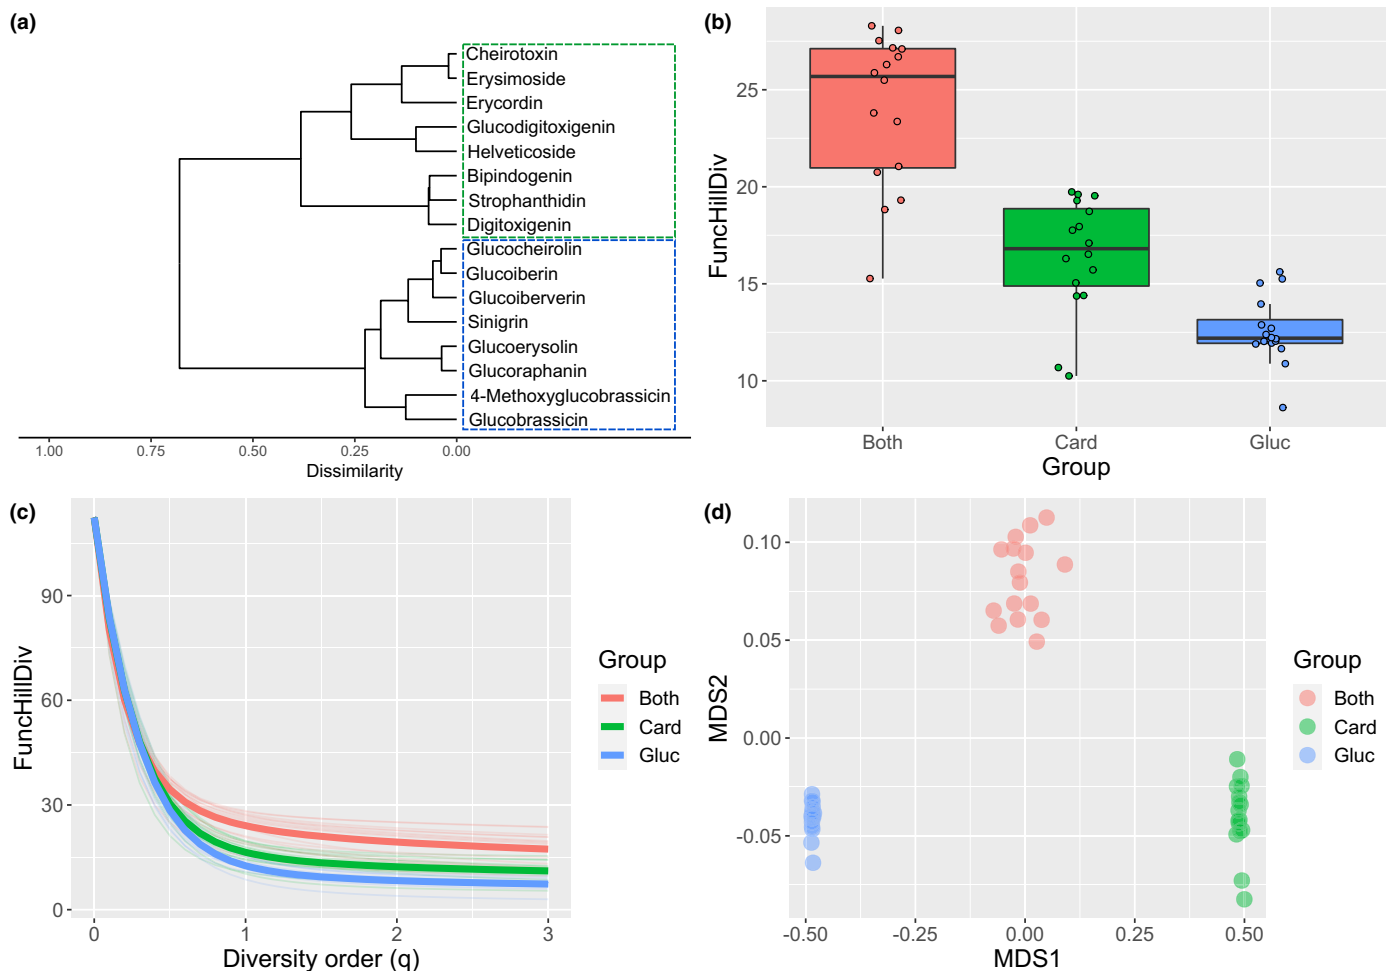 (a)
Cheirotoxin
Erysimoside
Erycordin
Glucodigitoxigenin
Helveticoside
Bipindogenin
Strophanthidin
Digitoxigenin
Glucocheirolin
Glucoiberin
Glucoiberverin
Sinigrin
Glucoerysolin
Glucoraphanin
4-Methoxyglucobrassicin
Glucobrassicin
1.00 0.75 0.50 0.25 0.00
Dissimilarity
(b)
FuncHillDiv
25
20
15
10
Both Card Gluc
Group
(c)
FuncHillDiv
90
60
30
0
0 1 2 3
Diversity order (q)
Group
Both
Card
Gluc
(d)
MDS2
0.10
0.05
0.00
-0.05
-0.50 -0.25 0.00 0.25 0.50
MDS1
Group
Both
Card
Gluc